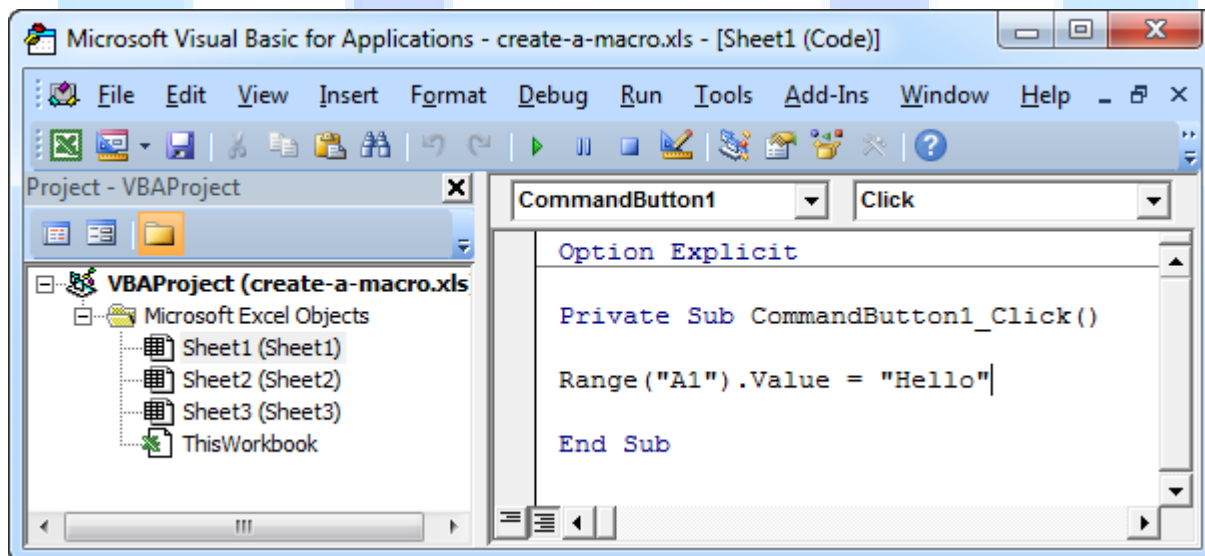 Microsoft Visual Basic for Applications - create-a-macro.xls - [Sheet1 (Code)]
File Edit View Insert Format Debug Run Tools Add-Ins Window Help
Project - VBAProject
CommandButton1 Click
VBAProject (create-a-macro.xls
Microsoft Excel Objects
Sheet1 (Sheet1)
Sheet2 (Sheet2)
Sheet3 (Sheet3)
ThisWorkbook
Option Explicit
Private Sub CommandButton1_Click()
Range("A1").Value = "Hello"
End Sub